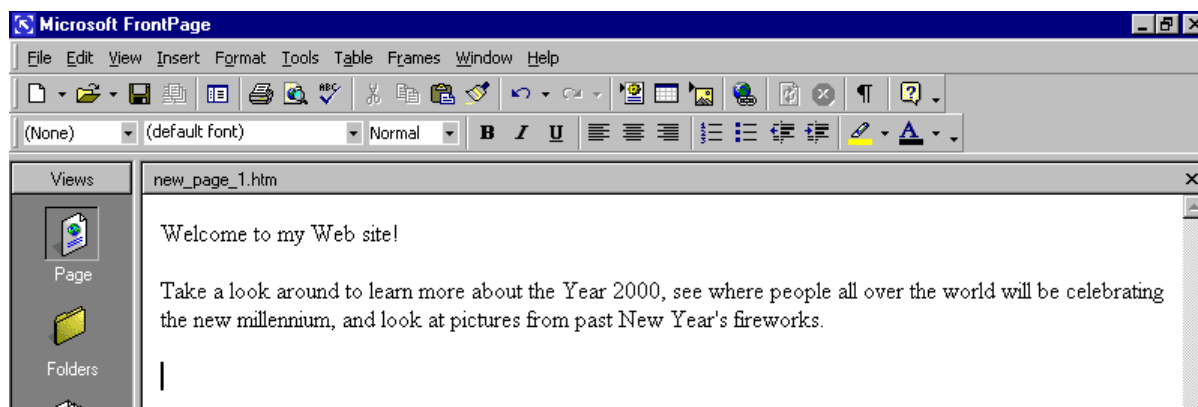 Microsoft FrontPage
File Edit View Insert Format Tools Table Frames Window Help
ABC
(None) (default font) Normal B I U A
Views new_page_1.htm
Welcome to my Web site!
Page
Take a look around to learn more about the Year 2000, see where people all over the world will be celebrating
the new millennium, and look at pictures from past New Year's fireworks.
Folders